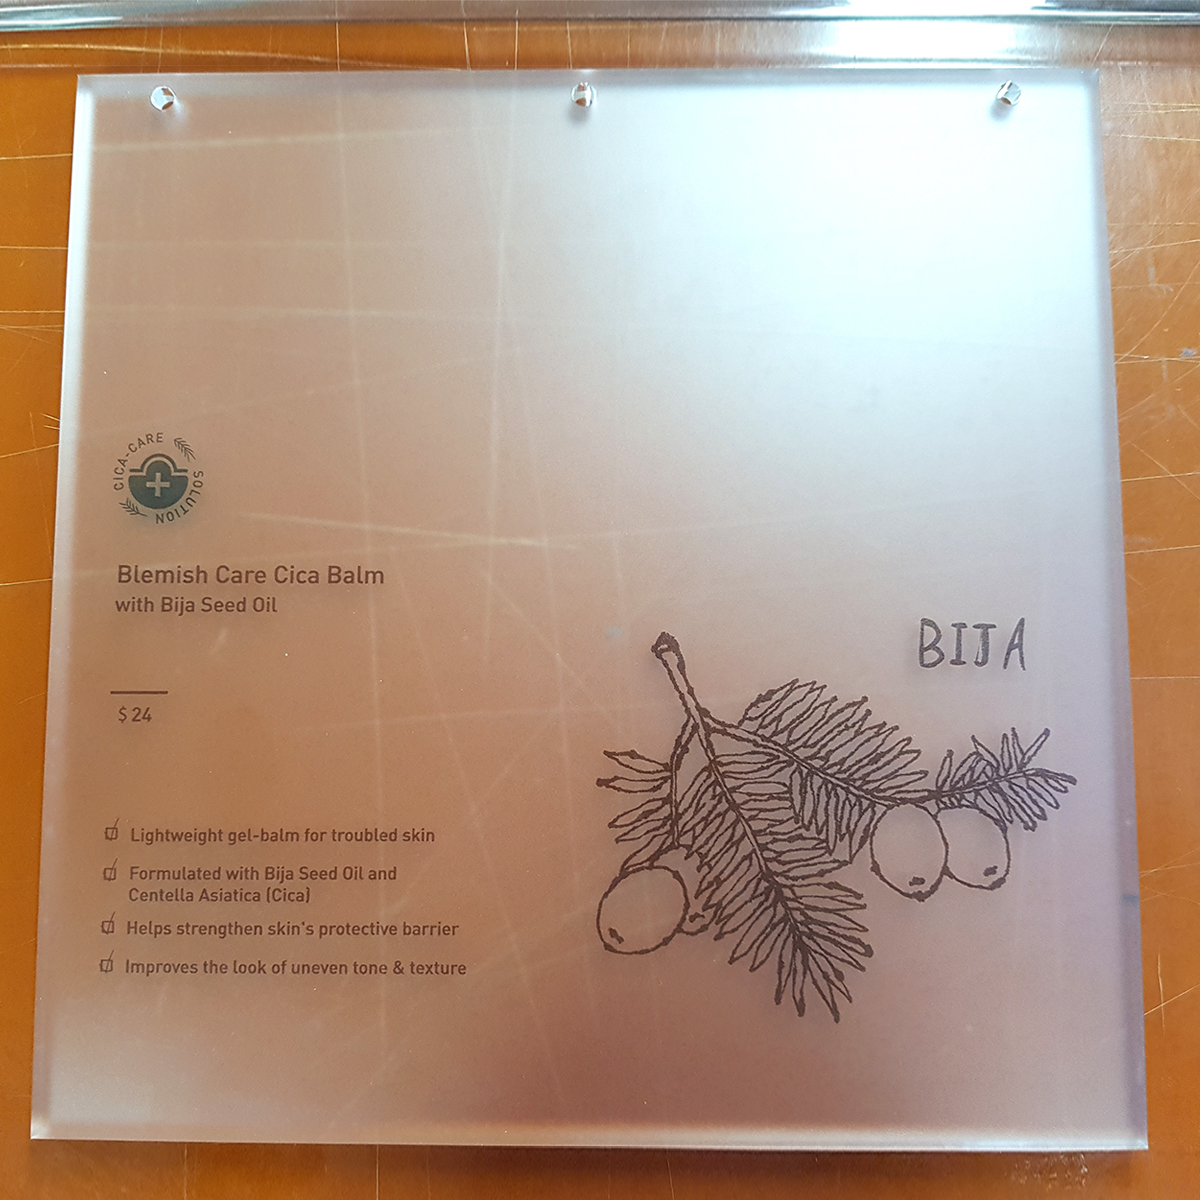 CICA-CARE SOLUTION
Blemish Care Cica Balm
with Bija Seed Oil
$ 24
Lightweight gel-balm for troubled skin
Formulated with Bija Seed Oil and
Centella Asiatica (Cica)
Helps strengthen skin's protective barrier
Improves the look of uneven tone & texture
BIJA